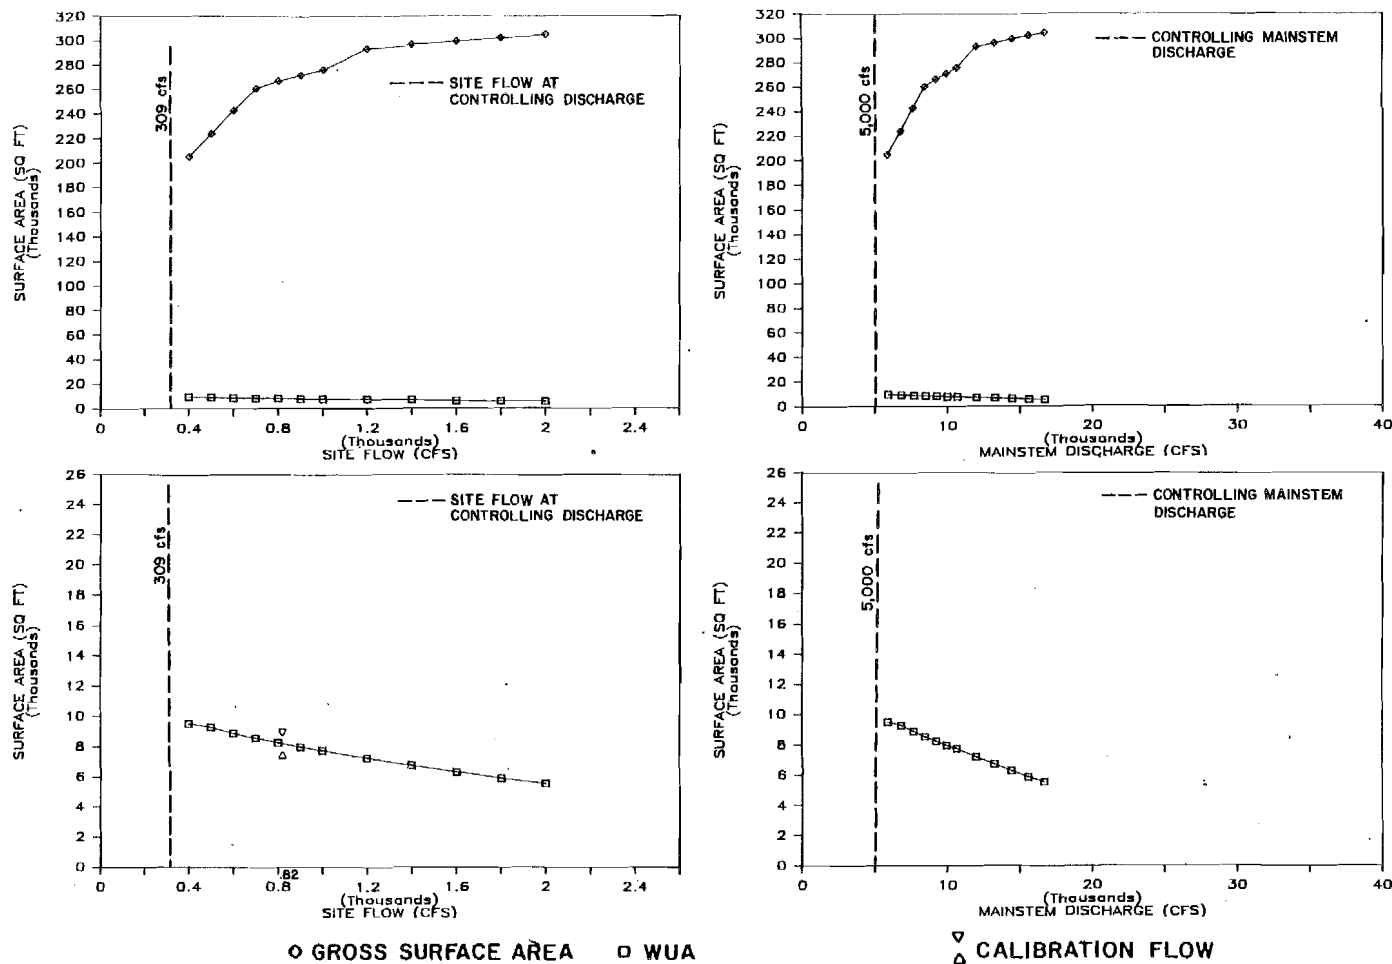 320
300
280
260
240
220
200
180
160
140
120
100
80
60
40
20
0
SURFACE AREA (SQ FT)
(Thousands)
309 cfs
SITE FLOW AT
CONTROLLING DISCHARGE
0 0.4 0.8 1.2 1.6 2 2.4
(Thousands)
SITE FLOW (CFS)
320
300
280
260
240
220
200
180
160
140
120
100
80
60
40
20
0
SURFACE AREA (SQ FT)
(Thousands)
5,000 cfs
CONTROLLING MAINSTEM
DISCHARGE
0 10 20 30 40
(Thousands)
MAINSTEM DISCHARGE (CFS)
26
24
22
20
18
16
14
12
10
8
6
4
2
0
SURFACE AREA (SQ FT)
(Thousands)
309 cfs
SITE FLOW AT
CONTROLLING DISCHARGE
0 0.4 0.8 .82 1.2 1.6 2 2.4
(Thousands)
SITE FLOW (CFS)
26
24
22
20
18
16
14
12
10
8
6
4
2
0
SURFACE AREA (SQ FT)
(Thousands)
5,000 cfs
CONTROLLING MAINSTEM
DISCHARGE
0 10 20 30 40
(Thousands)
MAINSTEM DISCHARGE (CFS)
GROSS SURFACE AREA WUA CALIBRATION FLOW